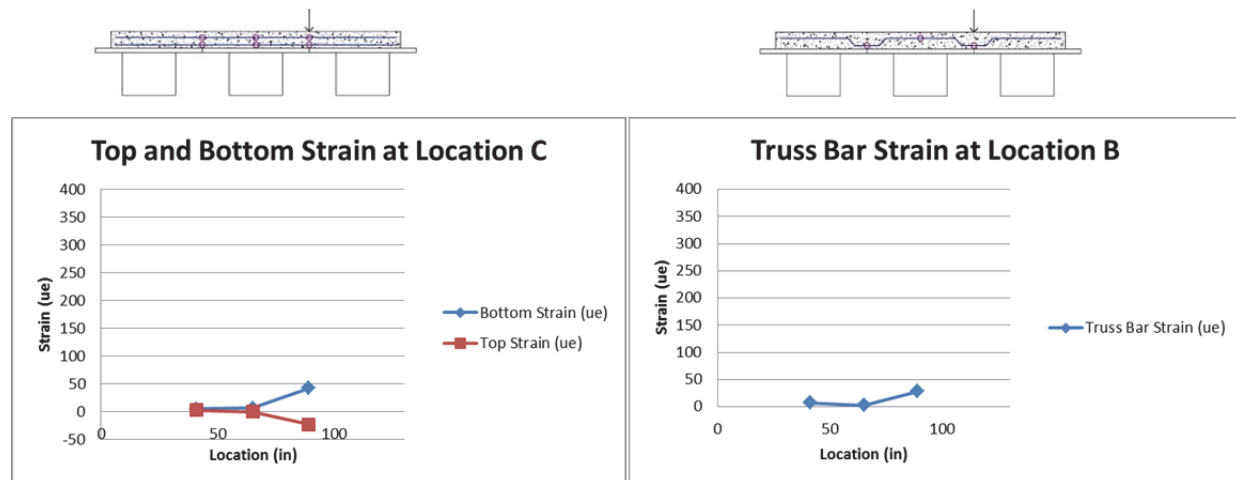 Top and Bottom Strain at Location C
400
350
300
250
200
150
100
50
0
-50
0
50
100
Strain (ue)
Location (in)
Bottom Strain (ue)
Top Strain (ue)
Truss Bar Strain at Location B
400
350
300
250
200
150
100
50
0
0
50
100
Strain (ue)
Location (in)
Truss Bar Strain (ue)